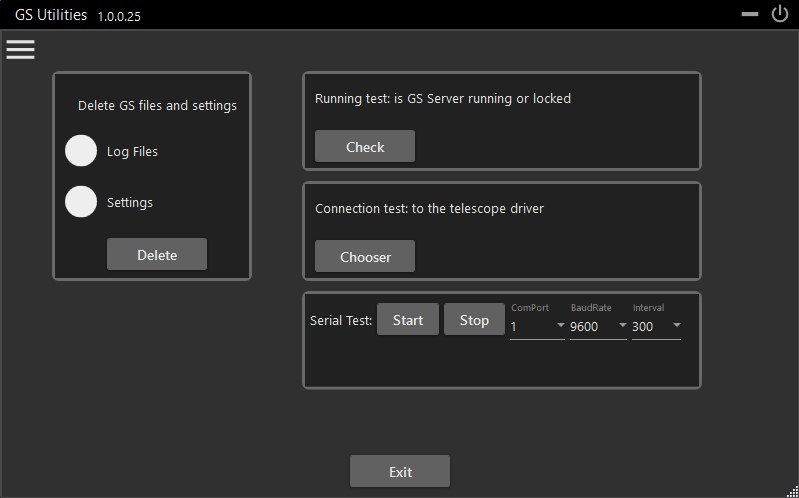 GS Utilities 1.0.0.25
Delete GS files and settings
Log Files
Settings
Delete
Running test: is GS Server running or locked
Check
Connection test: to the telescope driver
Chooser
Serial Test: Start Stop
ComPort BaudRate Interval
1 9600 300
Exit